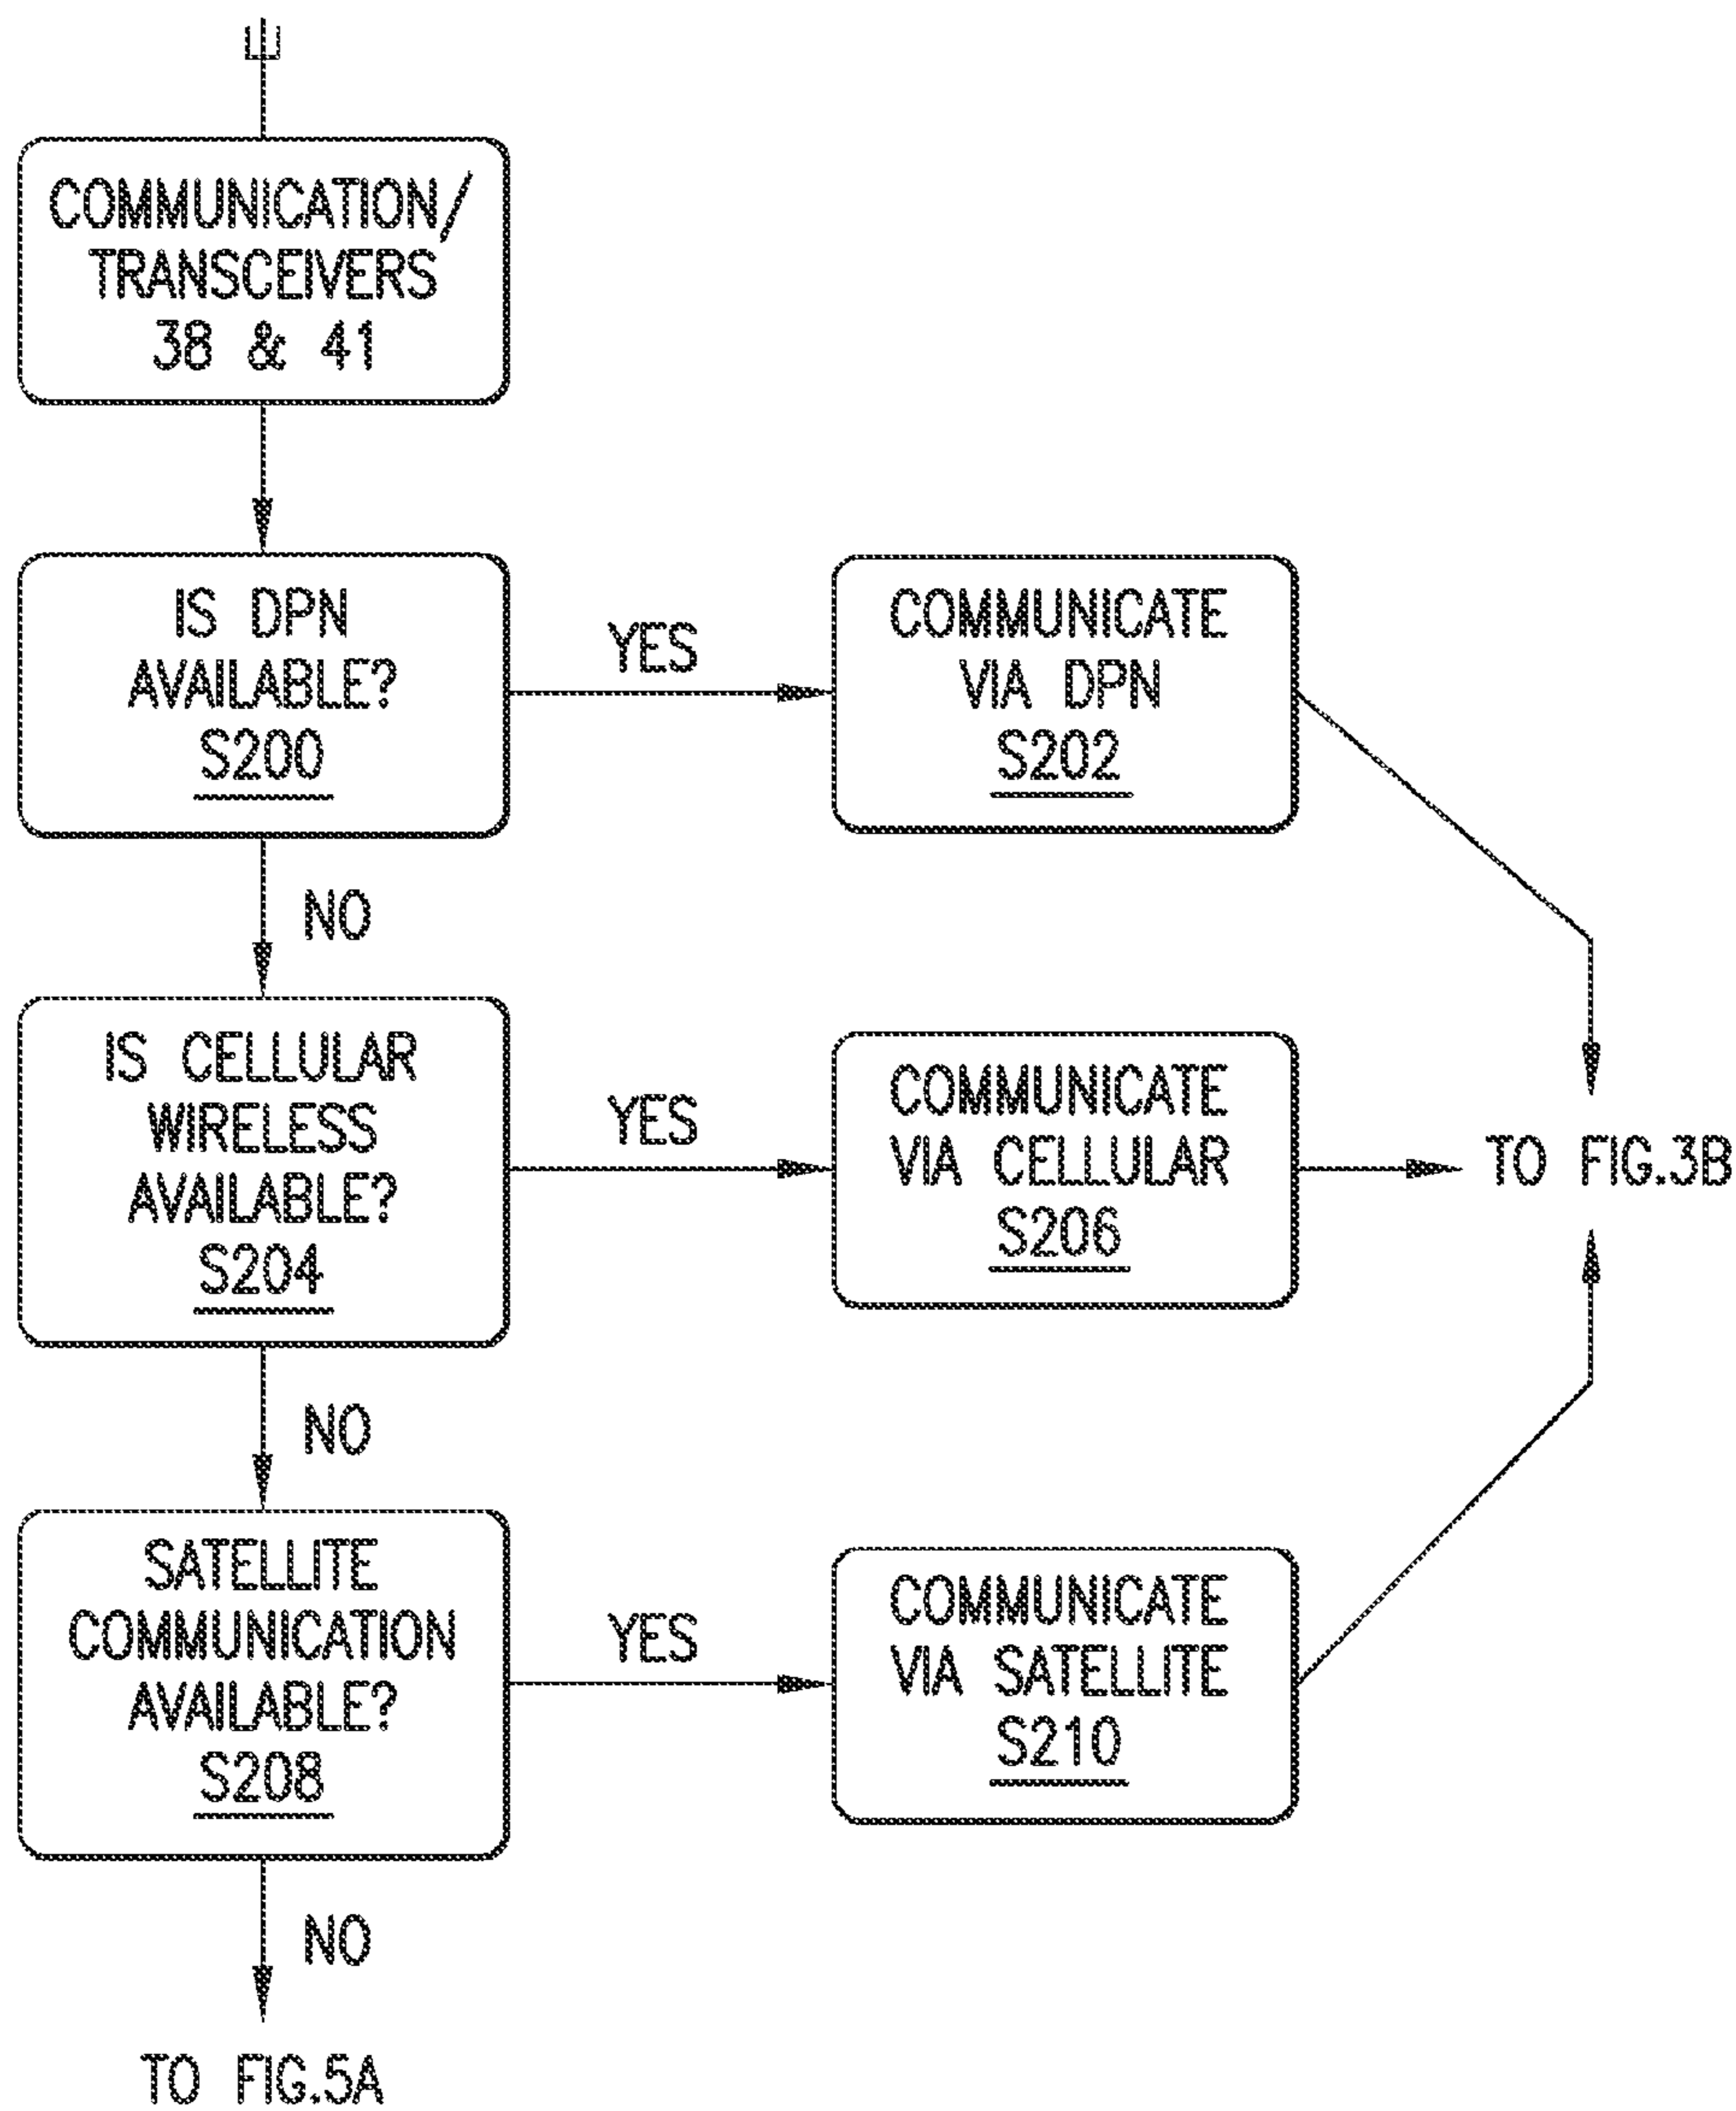 COMMUNICATION/
TRANSCEIVERS
38 & 41
IS DPN
AVAILABLE?
S200
YES
COMMUNICATE
VIA DPN
S202
NO
IS CELLULAR
WIRELESS
AVAILABLE?
S204
YES
COMMUNICATE
VIA CELLULAR
S206
TO FIG.3B
NO
SATELLITE
COMMUNICATION
AVAILABLE?
S208
YES
COMMUNICATE
VIA SATELLITE
S210
NO
TO FIG.5A